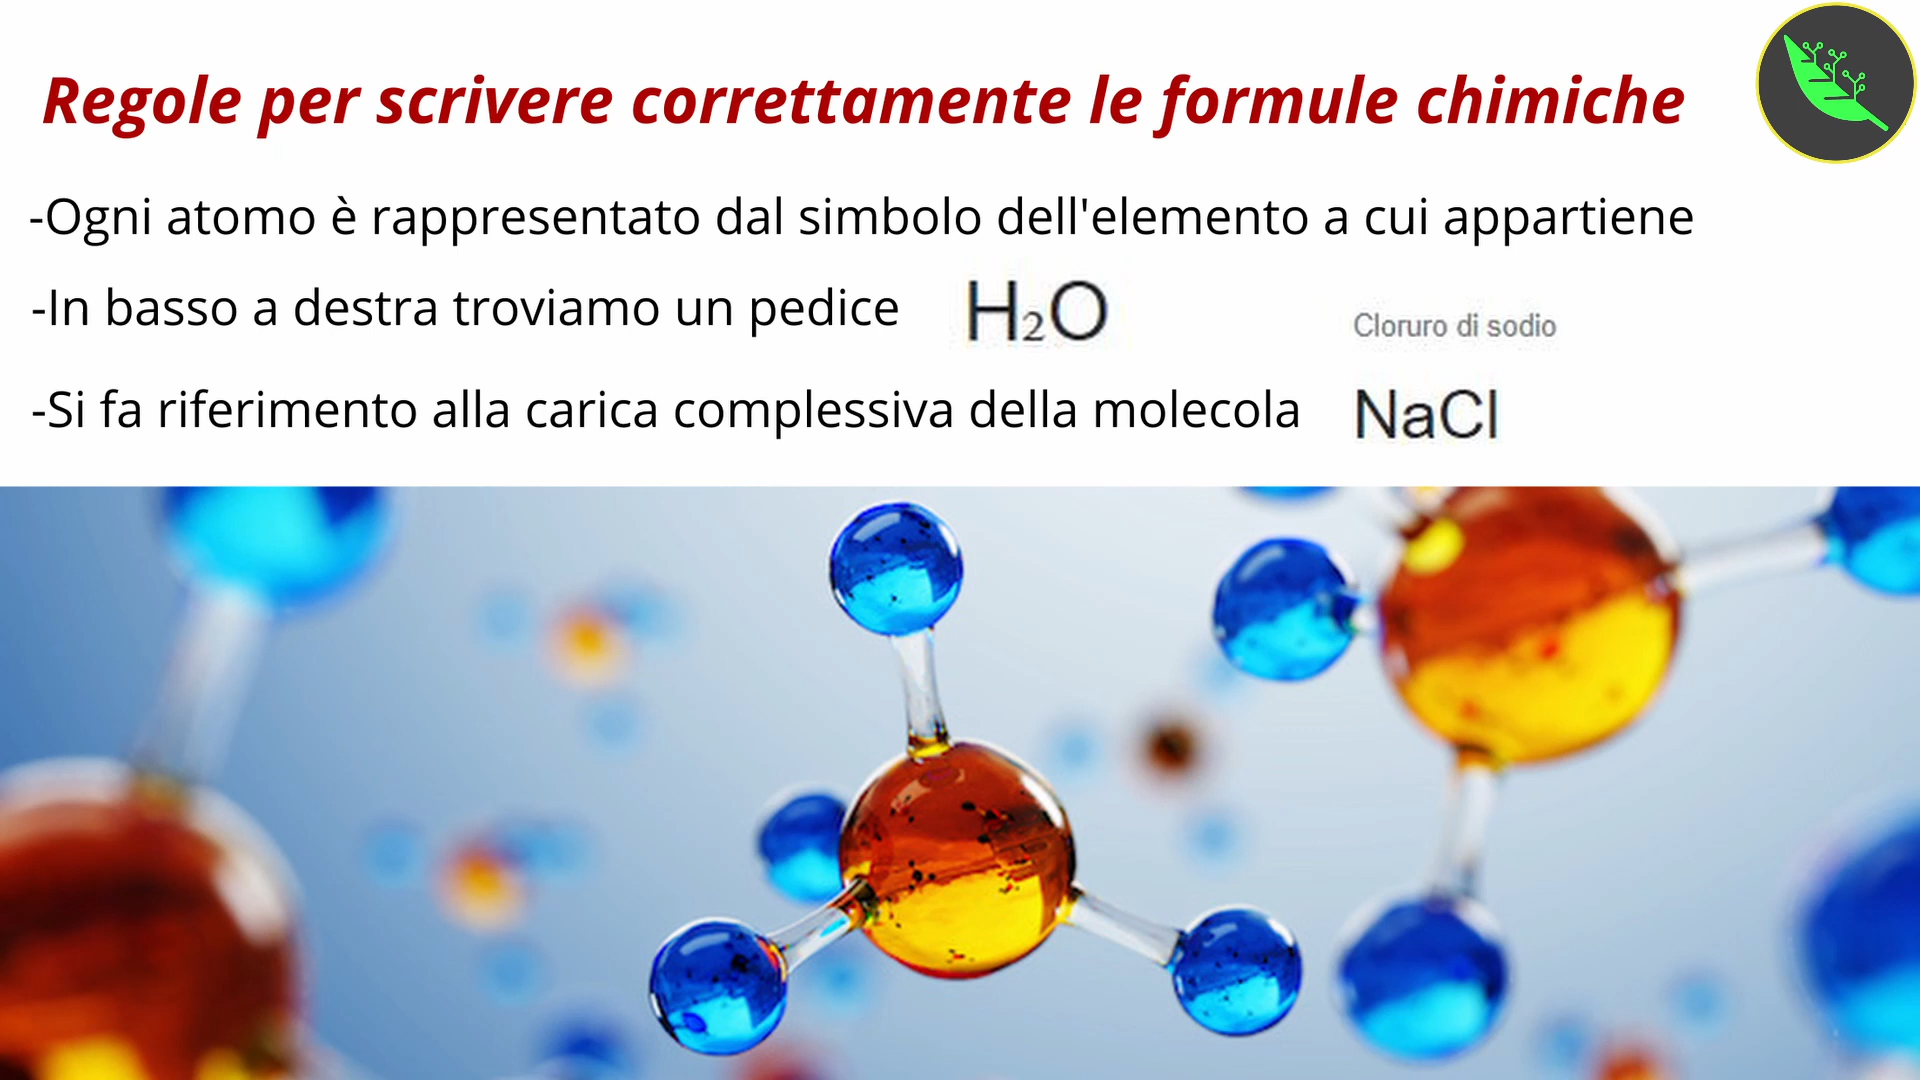 Regole per scrivere correttamente le formule chimiche
-Ogni atomo è rappresentato dal simbolo dell'elemento a cui appartiene
-In basso a destra troviamo un pedice
H₂O
Cloruro di sodio
-Si fa riferimento alla carica complessiva della molecola
NaCl